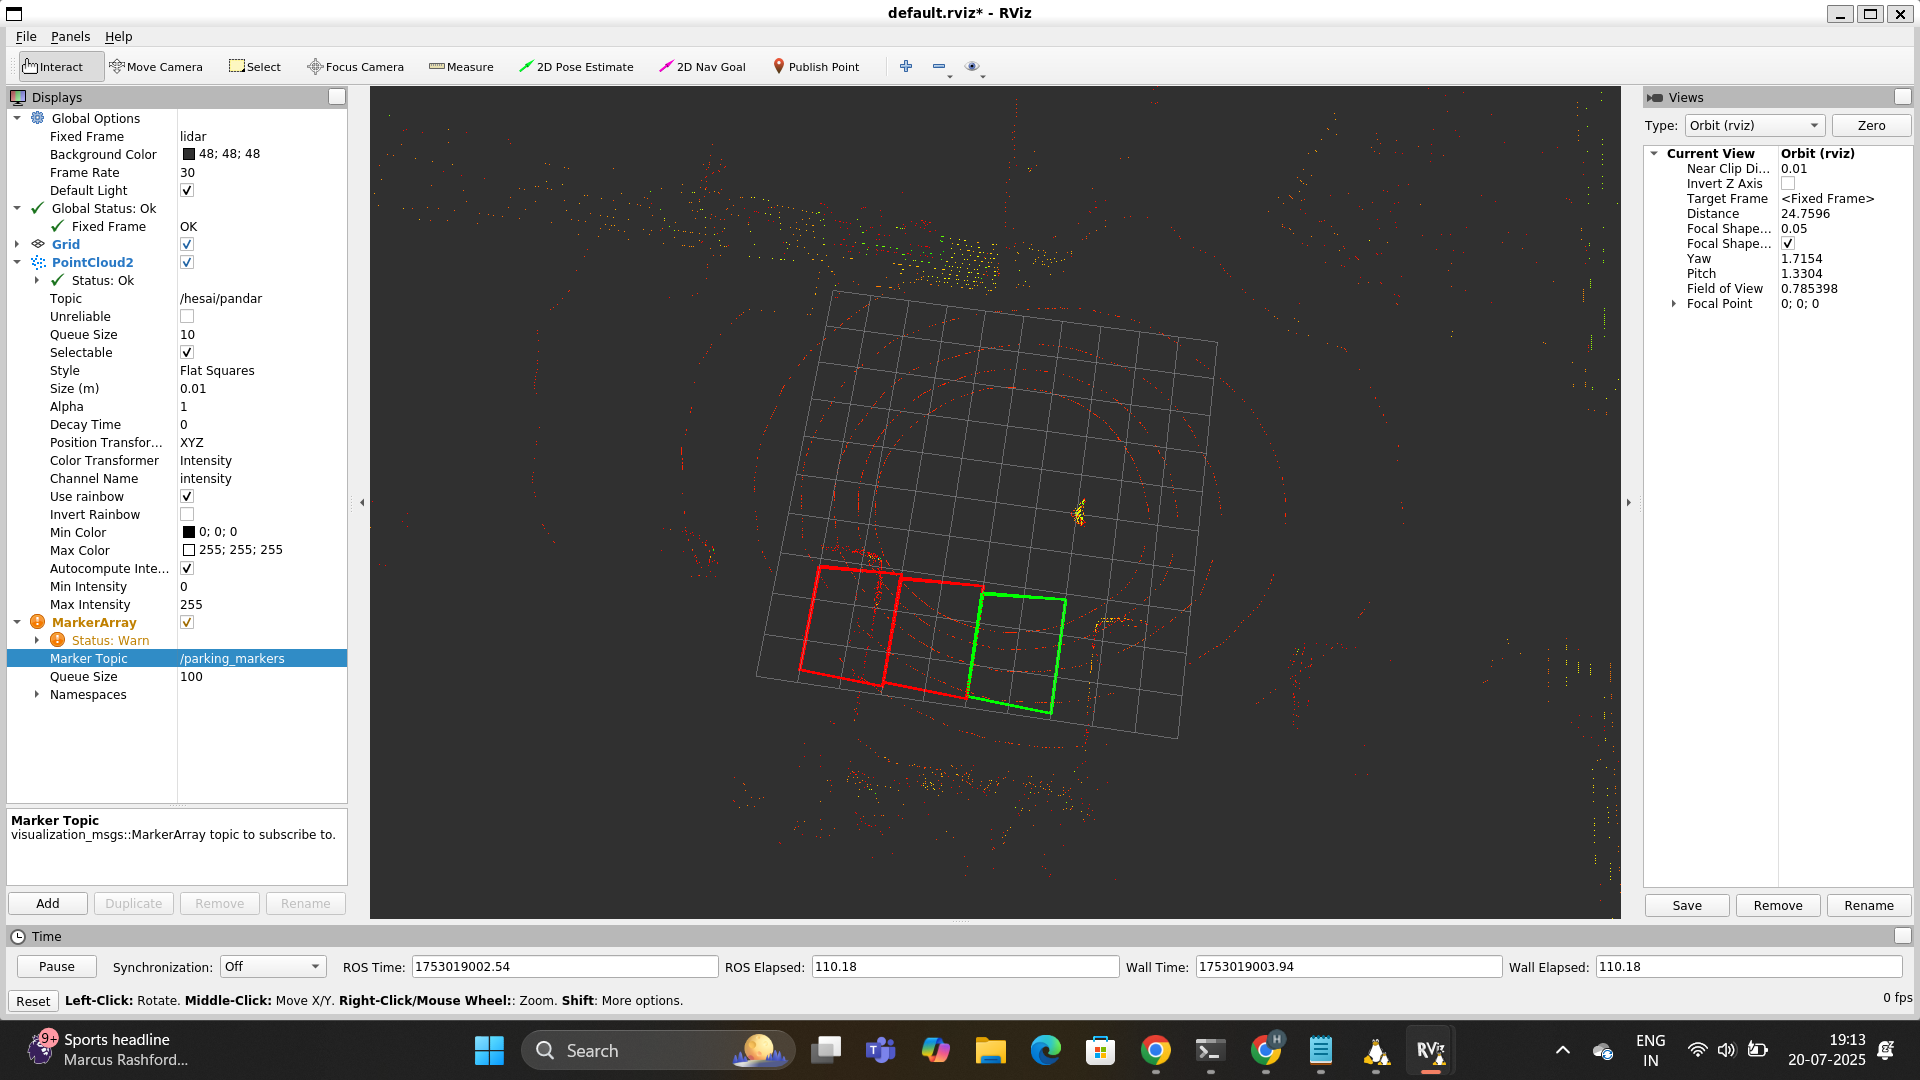 default.rviz* - RViz
File Panels Help
Interact Move Camera Select Focus Camera Measure 2D Pose Estimate 2D Nav Goal Publish Point
Displays
Global Options
Fixed Frame lidar
Background Color 48; 48; 48
Frame Rate 30
Default Light
Global Status: Ok
Fixed Frame OK
Grid
PointCloud2
Status: Ok
Topic /hesai/pandar
Unreliable
Queue Size 10
Selectable
Style Flat Squares
Size (m) 0.01
Alpha 1
Decay Time 0
Position Transfor... XYZ
Color Transformer Intensity
Channel Name intensity
Use rainbow
Invert Rainbow
Min Color 0; 0; 0
Max Color 255; 255; 255
Autocompute Inte...
Min Intensity 0
Max Intensity 255
MarkerArray
Status: Warn
Marker Topic /parking_markers
Queue Size 100
Namespaces
Marker Topic
visualization_msgs::MarkerArray topic to subscribe to.
Add Duplicate Remove Rename
Views
Type: Orbit (rviz) Zero
Current View Orbit (rviz)
Near Clip Di... 0.01
Invert Z Axis
Target Frame <Fixed Frame>
Distance 24.7596
Focal Shape... 0.05
Focal Shape...
Yaw 1.7154
Pitch 1.3304
Field of View 0.785398
Focal Point 0; 0; 0
Save Remove Rename
Time
Pause Synchronization: Off ROS Time: 1753019002.54 ROS Elapsed: 110.18 Wall Time: 1753019003.94 Wall Elapsed: 110.18
Reset Left-Click: Rotate. Middle-Click: Move X/Y. Right-Click/Mouse Wheel:: Zoom. Shift: More options. 0 fps
9+ Sports headline
Marcus Rashford...
Search
H
RViz
ENG
IN
19:13
20-07-2025